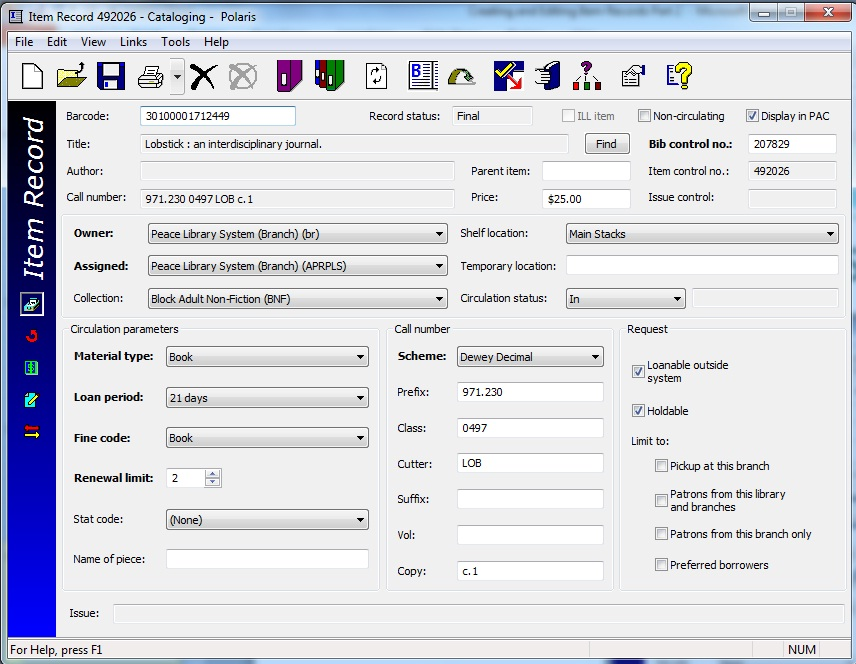 Item Record 492026 - Cataloging - Polaris
File Edit View Links Tools Help
Item Record
Barcode: 30100001712449 Record status: Final ILL item Non-circulating Display in PAC
Title: Lobstick : an interdisciplinary journal. Find Bib control no.: 207829
Author: Parent item: Item control no.: 492026
Call number: 971.230 0497 LOB c.1 Price: $25.00 Issue control:
Owner: Peace Library System (Branch) (br) Shelf location: Main Stacks
Assigned: Peace Library System (Branch) (APRPLS) Temporary location:
Collection: Block Adult Non-Fiction (BNF) Circulation status: In
Circulation parameters Call number Request
Material type: Book Scheme: Dewey Decimal
Loanable outside
system
Loan period: 21 days Prefix: 971.230
Holdable
Fine code: Book Class: 0497
Limit to:
Renewal limit: 2 Cutter: LOB
Pickup at this branch
Stat code: (None) Suffix:
Patrons from this library
and branches
Name of piece: Vol:
Patrons from this branch only
Copy: c.1
Preferred borrowers
Issue:
For Help, press F1 NUM